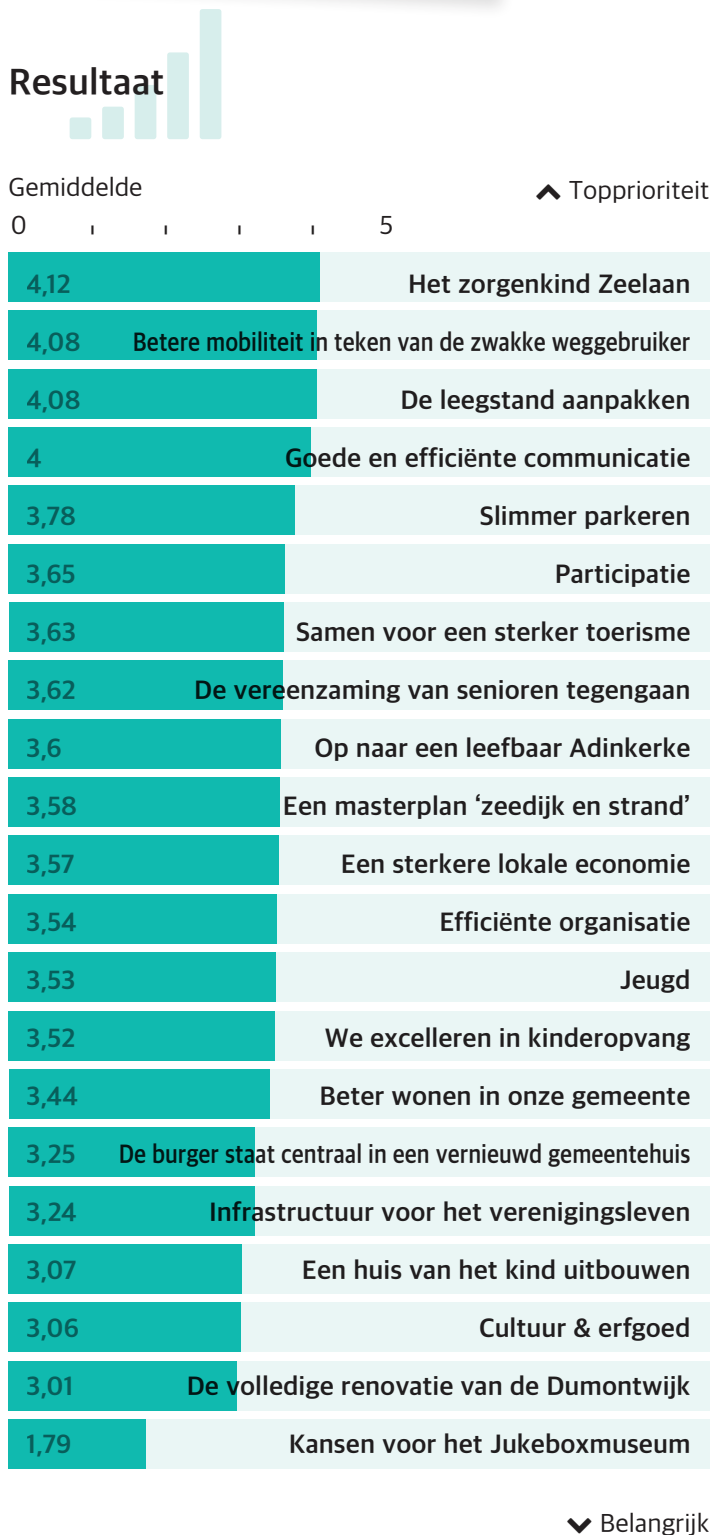 Resultaat
Gemiddelde Topprioriteit
0 5
4,12 Het zorgenkind Zeelaan
4,08 Betere mobiliteit in teken van de zwakke weggebruiker
4,08 De leegstand aanpakken
4 Goede en efficiënte communicatie
3,78 Slimmer parkeren
3,65 Participatie
3,63 Samen voor een sterker toerisme
3,62 De vereenzaming van senioren tegengaan
3,6 Op naar een leefbaar Adinkerke
3,58 Een masterplan ‘zeedijk en strand’
3,57 Een sterkere lokale economie
3,54 Efficiënte organisatie
3,53 Jeugd
3,52 We excelleren in kinderopvang
3,44 Beter wonen in onze gemeente
3,25 De burger staat centraal in een vernieuwd gemeentehuis
3,24 Infrastructuur voor het verenigingsleven
3,07 Een huis van het kind uitbouwen
3,06 Cultuur & erfgoed
3,01 De volledige renovatie van de Dumontwijk
1,79 Kansen voor het Jukeboxmuseum
Belangrijk